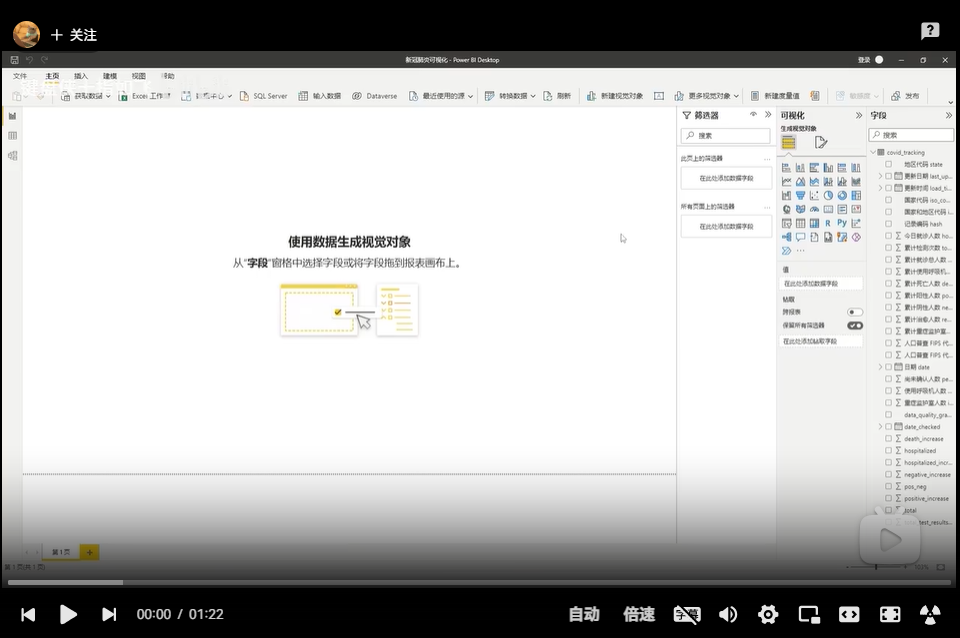 + 关注
新冠肺炎可视化 - Power BI Desktop
登录
文件 主页 插入 建模 视图 帮助
获取数据 Excel 工作簿 SQL Server 输入数据 Dataverse 最近使用的源 转换数据 刷新 新建视觉对象 更多视觉对象 新建度量值 敏感度 发布
筛选器
可视化
字段
生成视觉对象
搜索
搜索
此页上的筛选器
在此处添加数据字段
所有页面上的筛选器
在此处添加数据字段
使用数据生成视觉对象
从"字段"窗格中选择字段或将字段拖到报表画布上。
值
在此处添加数据字段
钻取
跨报表
保留所有筛选器
在此处添加钻取字段
covid_tracking
地区代码 state
更新日期 last_up...
更新时间 load_ti...
国家代码 iso_co...
国家和地区代码 i...
记录编码 hash
今日就诊人数 ho...
累计检测次数 to...
累计就诊总人数 ...
累计使用呼吸机...
累计死亡人数 de...
累计阳性人数 po...
累计阴性人数 ne...
累计治愈人数 re...
累计重症监护室...
人口普查 FIPS 代...
人口普查 FIPS 代...
日期 date
尚未确认人数 pe...
使用呼吸机人数 ...
重症监护室人数 i...
data_quality_gra...
date_checked
death_increase
hospitalized
hospitalized_incr...
negative_increase
pos_neg
positive_increase
total
第 1 页
00:00 / 01:22
自动 倍速 字幕